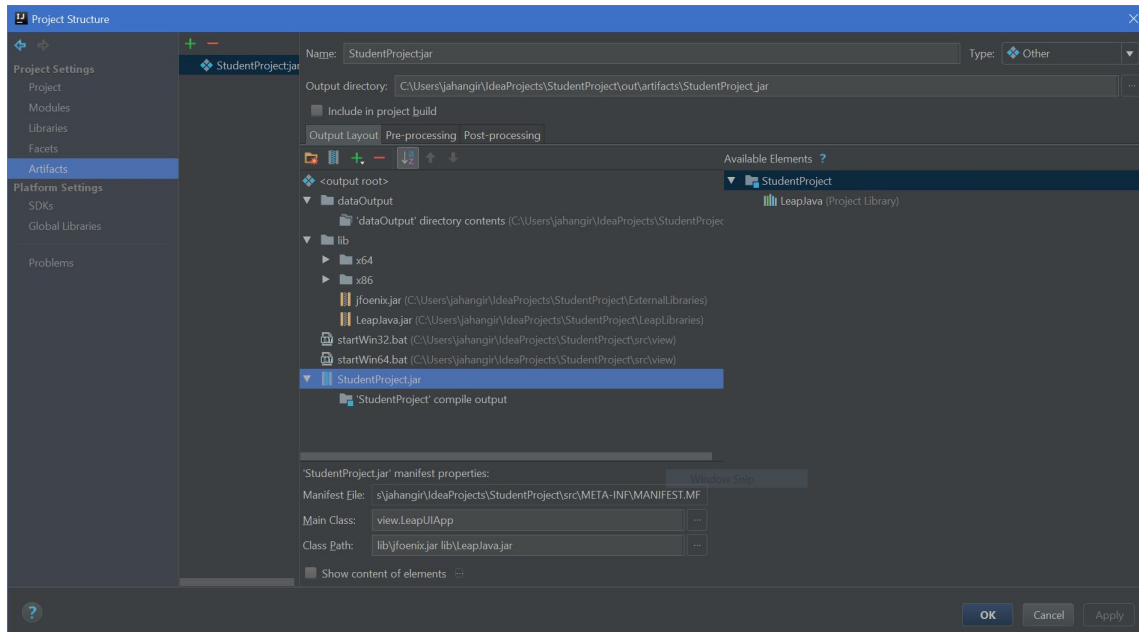 Project Structure
Project Settings
Project
Modules
Libraries
Facets
Artifacts
Platform Settings
SDKs
Global Libraries
Problems
StudentProject:jar
Name: StudentProject:jar
Type: Other
Output directory: C:\Users\jahangir\IdeaProjects\StudentProject\out\artifacts\StudentProject_jar
Include in project build
Output Layout Pre-processing Post-processing
Available Elements ?
<output root>
dataOutput
'dataOutput' directory contents (C:\Users\jahangir\IdeaProjects\StudentProjec
lib
x64
x86
jfoenix.jar (C:\Users\jahangir\IdeaProjects\StudentProject\ExternalLibraries)
LeapJava.jar (C:\Users\jahangir\IdeaProjects\StudentProject\LeapLibraries)
startWin32.bat (C:\Users\jahangir\IdeaProjects\StudentProject\src\view)
startWin64.bat (C:\Users\jahangir\IdeaProjects\StudentProject\src\view)
StudentProject.jar
'StudentProject' compile output
StudentProject
LeapJava (Project Library)
'StudentProject.jar' manifest properties:
Window Snip
Manifest File: s\jahangir\IdeaProjects\StudentProject\src\META-INF\MANIFEST.MF
Main Class: view.LeapUIApp
Class Path: lib\jfoenix.jar lib\LeapJava.jar
Show content of elements
?
OK Cancel Apply